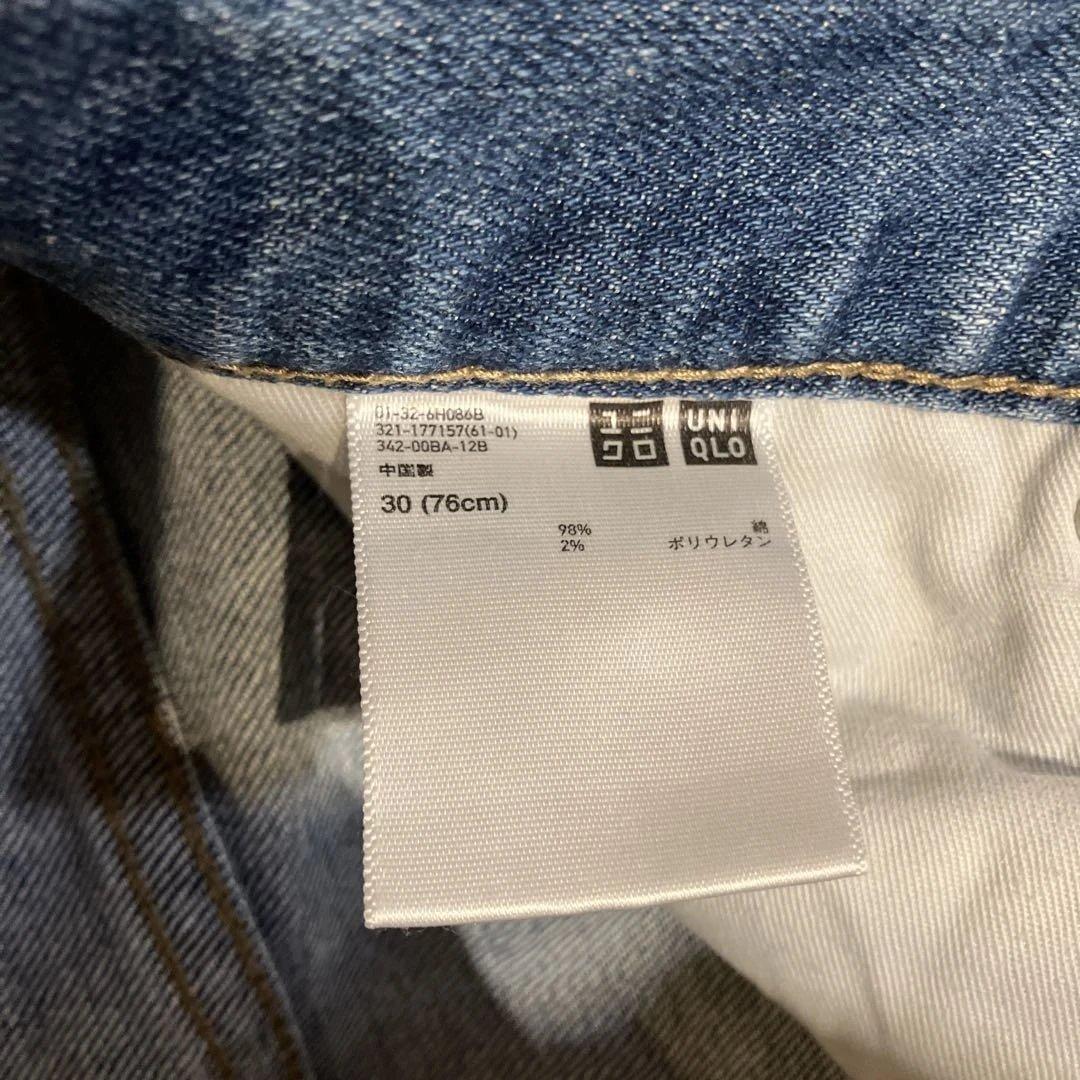 01-32-6H086B
321-177157(61-01)
342-00BA-12B
中国製
30 (76cm)
ユニ
クロ
UNI
QLO
98% 綿
2% ポリウレタン